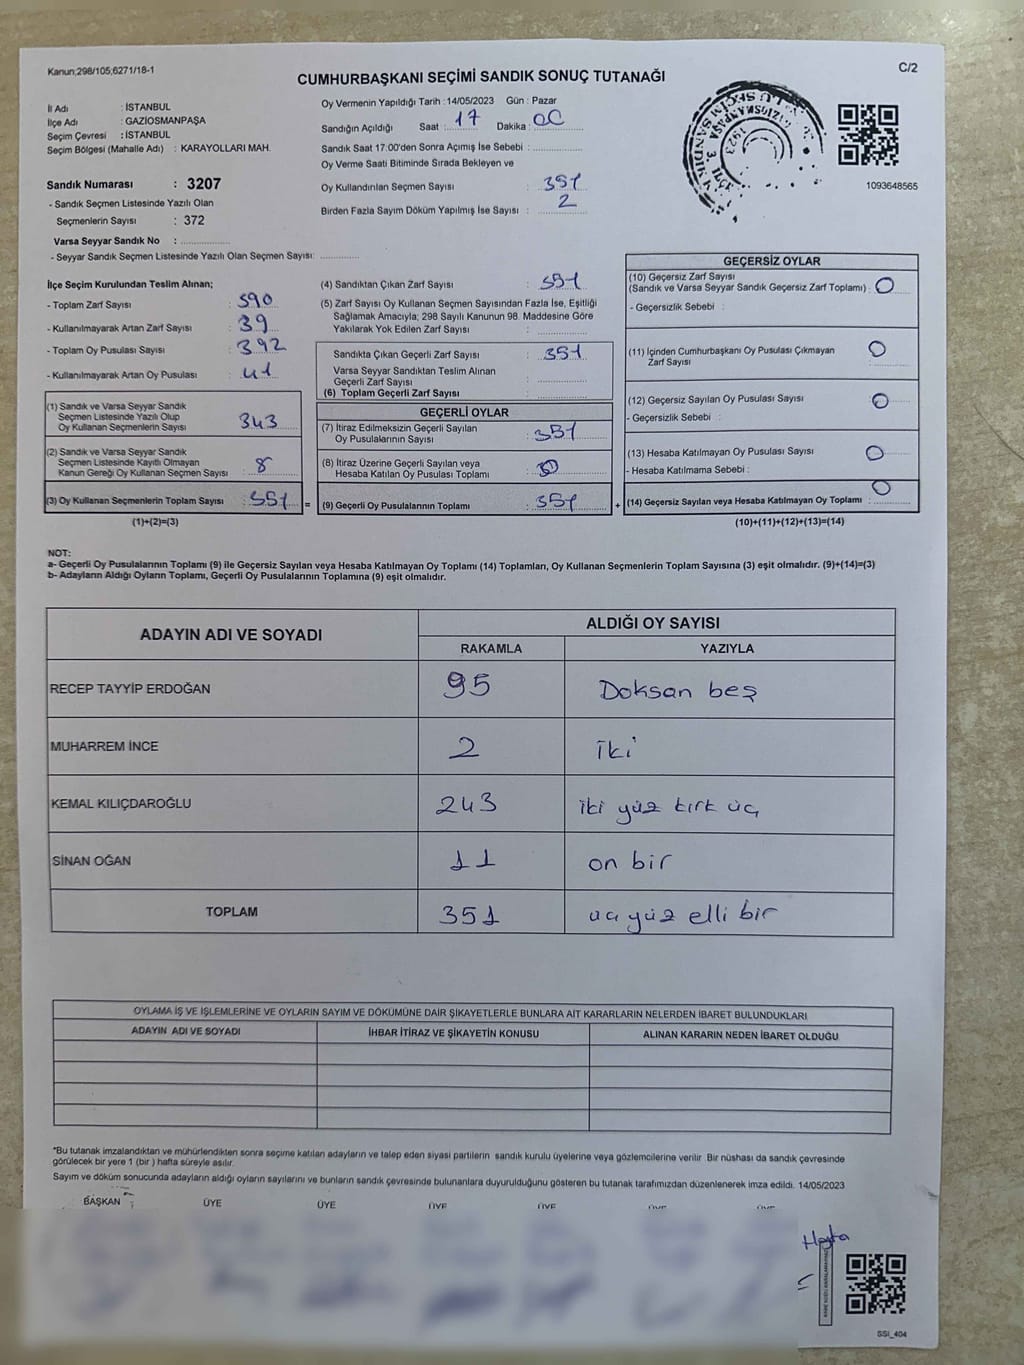 Kanun;298/105;6271/18-1
C/2
CUMHURBAŞKANI SEÇİMİ SANDIK SONUÇ TUTANAĞI
İl Adı : İSTANBUL
İlçe Adı : GAZİOSMANPAŞA
Seçim Çevresi : İSTANBUL
Seçim Bölgesi (Mahalle Adı) : KARAYOLLARI MAH.
Sandık Numarası : 3207
- Sandık Seçmen Listesinde Yazılı Olan
Seçmenlerin Sayısı : 372
Varsa Seyyar Sandık No :
- Seyyar Sandık Seçmen Listesinde Yazılı Olan Seçmen Sayısı:
Oy Vermenin Yapıldığı Tarih : 14/05/2023 Gün : Pazar
Sandığın Açıldığı Saat : 17 Dakika : 00
Sandık Saat 17:00'den Sonra Açımış İse Sebebi :
Oy Verme Saati Bitiminde Sırada Bekleyen ve
Oy Kullandırılan Seçmen Sayısı : 351
Birden Fazla Sayım Döküm Yapılmış İse Sayısı : 2
1093648565
İlçe Seçim Kurulundan Teslim Alınan;
- Toplam Zarf Sayısı : 390
- Kullanılmayarak Artan Zarf Sayısı : 39
- Toplam Oy Pusulası Sayısı : 392
- Kullanılmayarak Artan Oy Pusulası : 41
(1) Sandık ve Varsa Seyyar Sandık
Seçmen Listesinde Yazılı Olup
Oy Kullanan Seçmenlerin Sayısı : 343
(2) Sandık ve Varsa Seyyar Sandık
Seçmen Listesinde Kayıtlı Olmayan
Kanun Gereği Oy Kullanan Seçmen Sayısı : 8
(3) Oy Kullanan Seçmenlerin Toplam Sayısı : 351 =
(1)+(2)=(3)
(4) Sandıktan Çıkan Zarf Sayısı : 351
(5) Zarf Sayısı Oy Kullanan Seçmen Sayısından Fazla İse, Eşitliği
Sağlamak Amacıyla; 298 Sayılı Kanunun 98. Maddesine Göre
Yakılarak Yok Edilen Zarf Sayısı :
Sandıkta Çıkan Geçerli Zarf Sayısı : 351
Varsa Seyyar Sandıktan Teslim Alınan
Geçerli Zarf Sayısı :
(6) Toplam Geçerli Zarf Sayısı :
GEÇERLİ OYLAR
(7) İtiraz Edilmeksizin Geçerli Sayılan
Oy Pusulalarının Sayısı : 351
(8) İtiraz Üzerine Geçerli Sayılan veya
Hesaba Katılan Oy Pusulası Toplamı :
(9) Geçerli Oy Pusulalarının Toplamı : 351 +
GEÇERSİZ OYLAR
(10) Geçersiz Zarf Sayısı
(Sandık ve Varsa Seyyar Sandık Geçersiz Zarf Toplamı) : 0
- Geçersizlik Sebebi :
(11) İçinden Cumhurbaşkanı Oy Pusulası Çıkmayan
Zarf Sayısı : 0
(12) Geçersiz Sayılan Oy Pusulası Sayısı : 0
- Geçersizlik Sebebi :
(13) Hesaba Katılmayan Oy Pusulası Sayısı : 0
- Hesaba Katılmama Sebebi :
(14) Geçersiz Sayılan veya Hesaba Katılmayan Oy Toplamı : 0
(10)+(11)+(12)+(13)=(14)
NOT:
a- Geçerli Oy Pusulalarının Toplamı (9) ile Geçersiz Sayılan veya Hesaba Katılmayan Oy Toplamı (14) Toplamları, Oy Kullanan Seçmenlerin Toplam Sayısına (3) eşit olmalıdır. (9)+(14)=(3)
b- Adayların Aldığı Oyların Toplamı, Geçerli Oy Pusulalarının Toplamına (9) eşit olmalıdır.
ADAYIN ADI VE SOYADI ALDIĞI OY SAYISI
RAKAMLA YAZIYLA
RECEP TAYYİP ERDOĞAN 95 Doksan beş
MUHARREM İNCE 2 iki
KEMAL KILIÇDAROĞLU 243 iki yüz kırk üç
SİNAN OĞAN 11 on bir
TOPLAM 351 üç yüz elli bir
OYLAMA İŞ VE İŞLEMLERİNE VE OYLARIN SAYIM VE DÖKÜMÜNE DAİR ŞİKAYETLERLE BUNLARA AİT KARARLARIN NELERDEN İBARET BULUNDUKLARI
ADAYIN ADI VE SOYADI İHBAR İTİRAZ VE ŞİKAYETİN KONUSU ALINAN KARARIN NEDEN İBARET OLDUĞU
*Bu tutanak imzalandıktan ve mühürlendikten sonra seçime katılan adayların ve talep eden siyasi partilerin sandık kurulu üyelerine veya gözlemcilerine verilir. Bir nüshası da sandık çevresinde
görülecek bir yere 1 (bir ) hafta süreyle asılır.
Sayım ve döküm sonucunda adayların aldığı oyların sayılarını ve bunların sandık çevresinde bulunanlara duyurulduğunu gösteren bu tutanak tarafımızdan düzenlenerek imza edildi. 14/05/2023
BAŞKAN ÜYE ÜYE ÜYE ÜYE ÜYE ÜYE
SSI_404